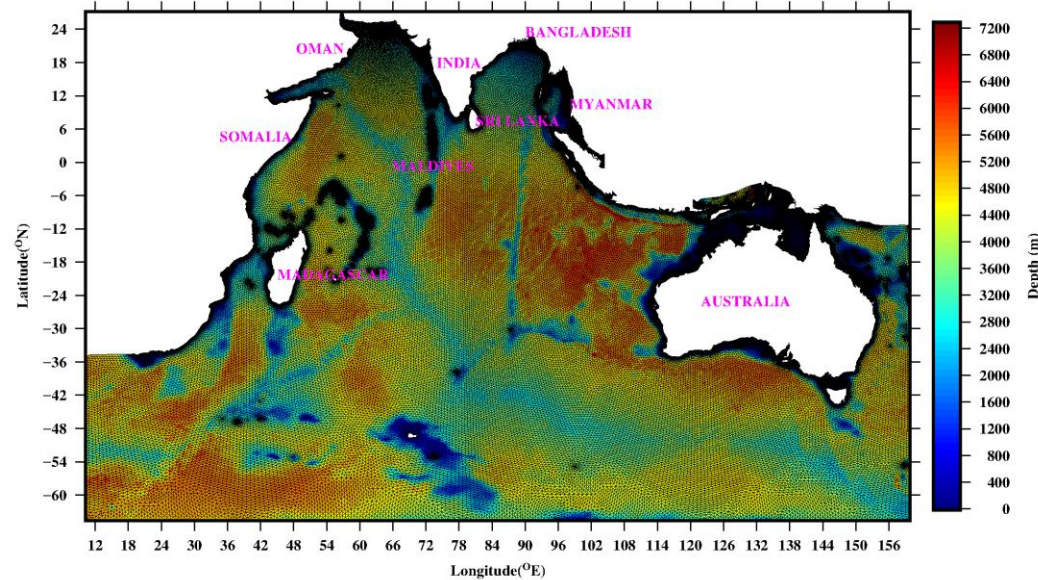 24
18
12
6
0
−6
−12
−18
−24
−30
−36
−42
−48
−54
−60
Latitude(ᴼN)
OMAN
BANGLADESH
INDIA
MYANMAR
SRI LANKA
SOMALIA
MALDIVES
MADAGASCAR
AUSTRALIA
12 18 24 30 36 42 48 54 60 66 72 78 84 90 96 102 108 114 120 126 132 138 144 150 156
Longitude(ᴼE)
7200
6800
6400
6000
5600
5200
4800
4400
4000
3600
3200
2800
2400
2000
1600
1200
800
400
0
Depth (m)